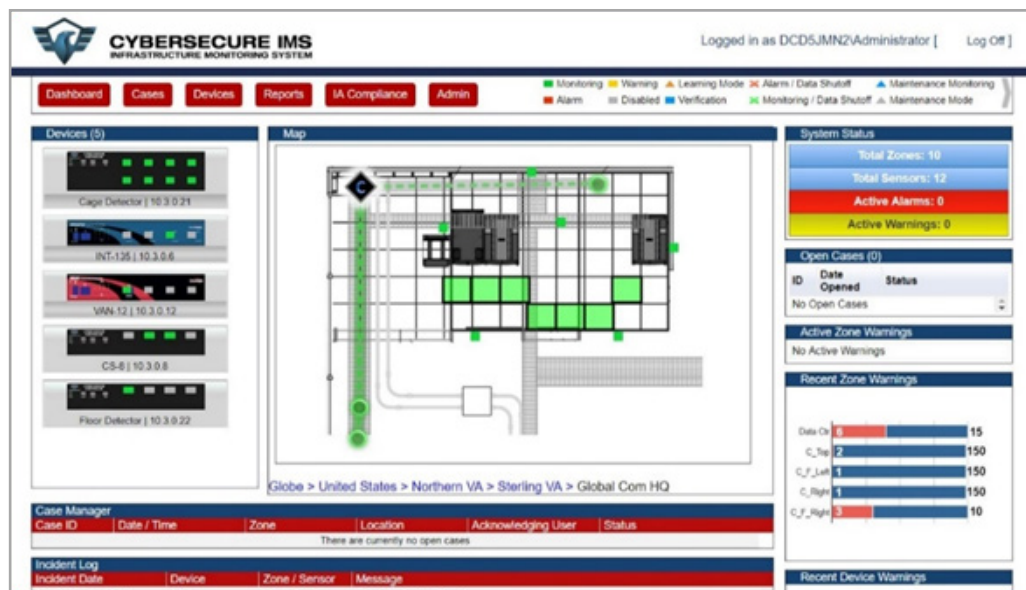 CYBERSECURE IMS
INFRASTRUCTURE MONITORING SYSTEM
Logged in as DCD5JMN2\Administrator [ Log Off ]
Dashboard Cases Devices Reports IA Compliance Admin
Monitoring Warning Learning Mode Alarm / Data Shutoff Maintenance Monitoring
Alarm Disabled Verification Monitoring / Data Shutoff Maintenance Mode
Devices (5)
Cage Detector | 10.3.0.21
INT-135 | 10.3.0.6
VAN-12 | 10.3.0.12
CS-6 | 10.3.0.8
Floor Detector | 10.3.0.22
Map
C
Globe > United States > Northern VA > Sterling VA > Global Com HQ
System Status
Total Zones: 10
Total Sensors: 12
Active Alarms: 0
Active Warnings: 0
Open Cases (0)
ID Date Opened Status
No Open Cases
Active Zone Warnings
No Active Warnings
Recent Zone Warnings
Data Ctr 6 15
C_Top 2 150
C_F_Left 1 150
C_Right 1 150
C_F_Right 3 10
Case Manager
Case ID Date / Time Zone Location Acknowledging User Status
There are currently no open cases
Incident Log
Incident Date Device Zone / Sensor Message
Recent Device Warnings